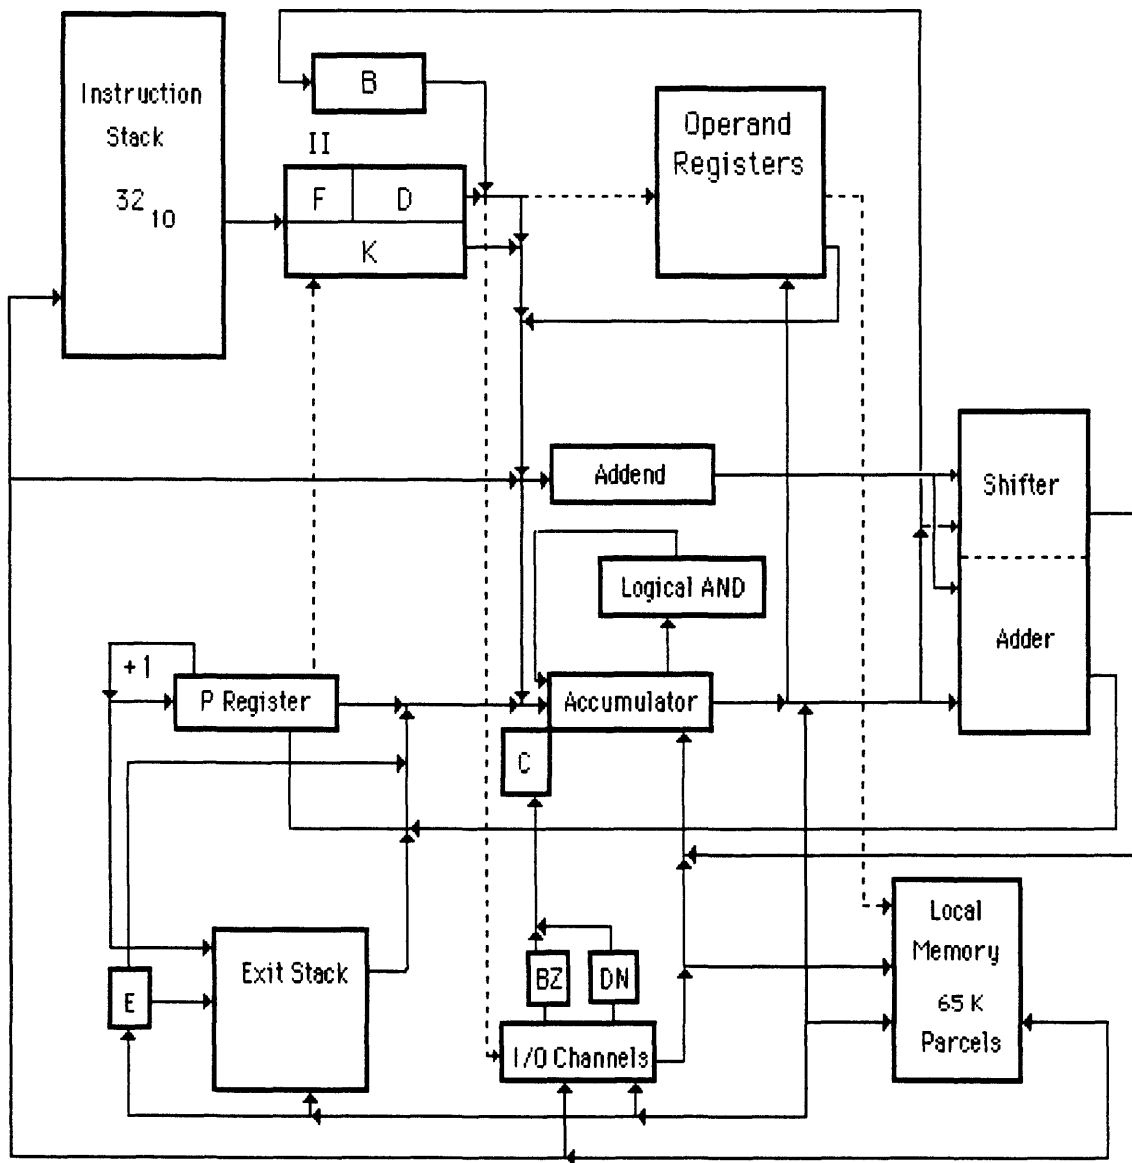 Instruction
Stack
32 10
B
II
F D
K
Operand
Registers
Addend
Shifter
Logical AND
Adder
+1
P Register
Accumulator
C
Exit Stack
E
BZ DN
I/O Channels
Local
Memory
65 K
Parcels